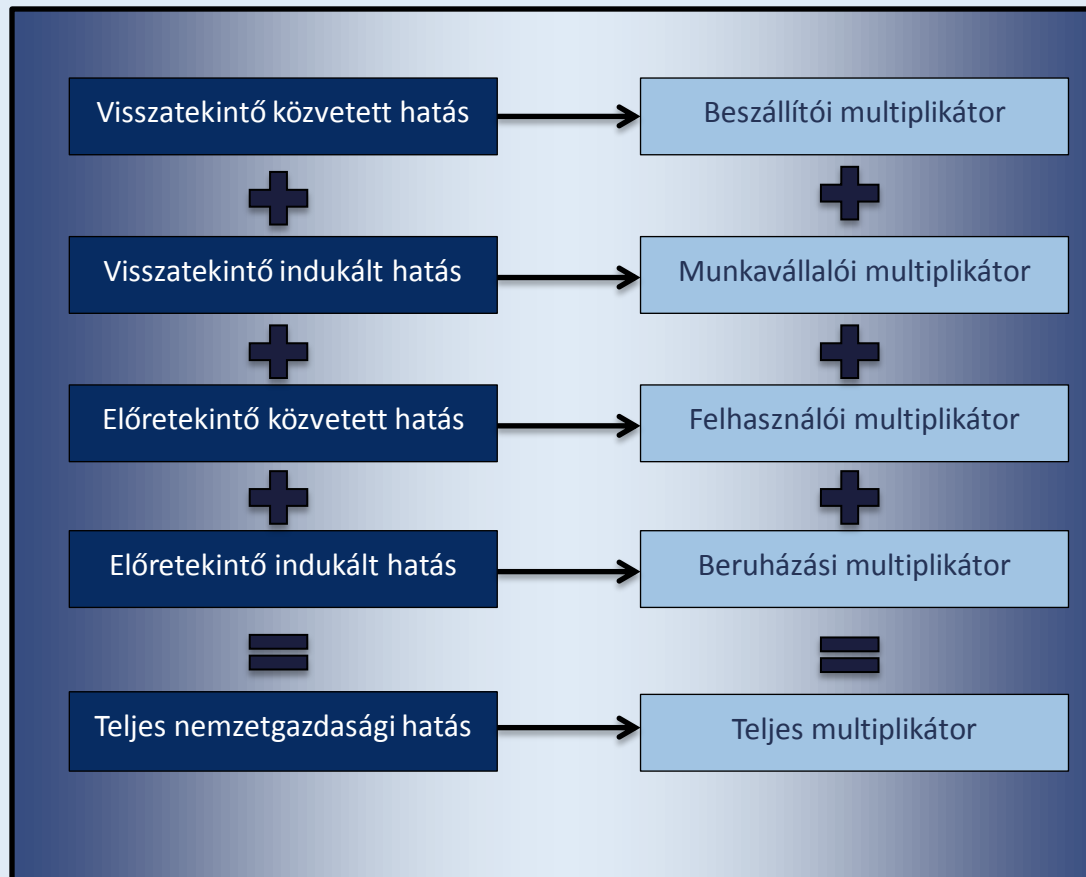 Visszatekintő közvetett hatás
Beszállítói multiplikátor
Visszatekintő indukált hatás
Munkavállalói multiplikátor
Előretekintő közvetett hatás
Felhasználói multiplikátor
Előretekintő indukált hatás
Beruházási multiplikátor
Teljes nemzetgazdasági hatás
Teljes multiplikátor